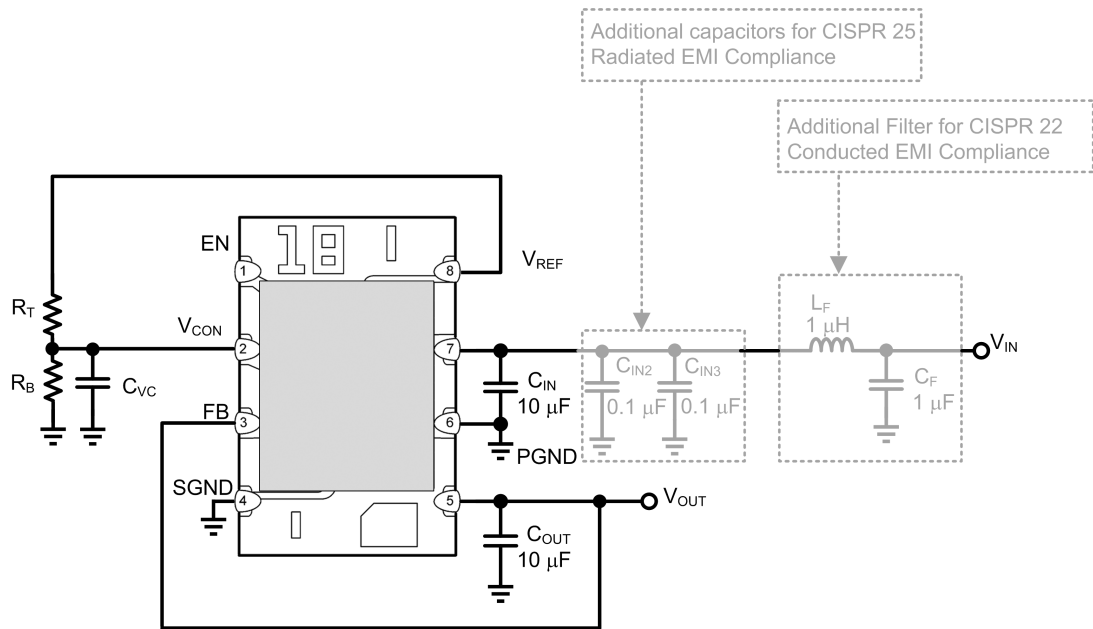 Additional capacitors for CISPR 25
Radiated EMI Compliance
Additional Filter for CISPR 22
Conducted EMI Compliance
EN
18
1
8
VREF
RT
VCON
2
7
RB
CVC
FB
3
6
SGND
4
5
CIN
10 μF
PGND
CIN2
0.1 μF
CIN3
0.1 μF
LF
1 μH
CF
1 μF
VIN
VOUT
COUT
10 μF